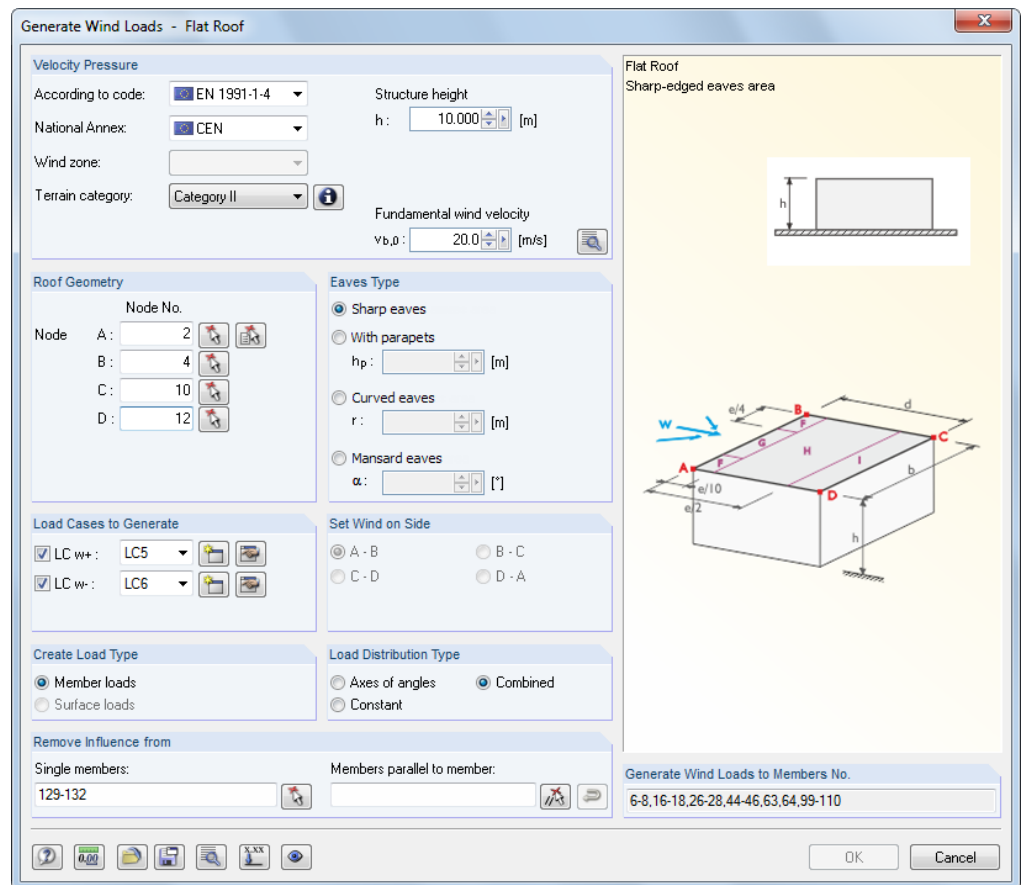 Generate Wind Loads - Flat Roof
Velocity Pressure
According to code:
EN 1991-1-4
National Annex:
CEN
Wind zone:
Terrain category:
Category II
Structure height
h :
10.000
[m]
Fundamental wind velocity
vb,0 :
20.0
[m/s]
Roof Geometry
Node No.
Node
A :
2
B :
4
C :
10
D :
12
Eaves Type
Sharp eaves
With parapets
hp :
[m]
Curved eaves
r :
[m]
Mansard eaves
α :
[°]
Load Cases to Generate
LC w+ :
LC5
LC w- :
LC6
Set Wind on Side
A - B
B - C
C - D
D - A
Create Load Type
Member loads
Surface loads
Load Distribution Type
Axes of angles
Combined
Constant
Remove Influence from
Single members:
129-132
Members parallel to member:
Flat Roof
Sharp-edged eaves area
h
e/4
B
d
W
F
G
H
C
A
F
I
b
e/10
D
e/2
h
Generate Wind Loads to Members No.
6-8,16-18,26-28,44-46,63,64,99-110
0.00
x.xx
OK
Cancel